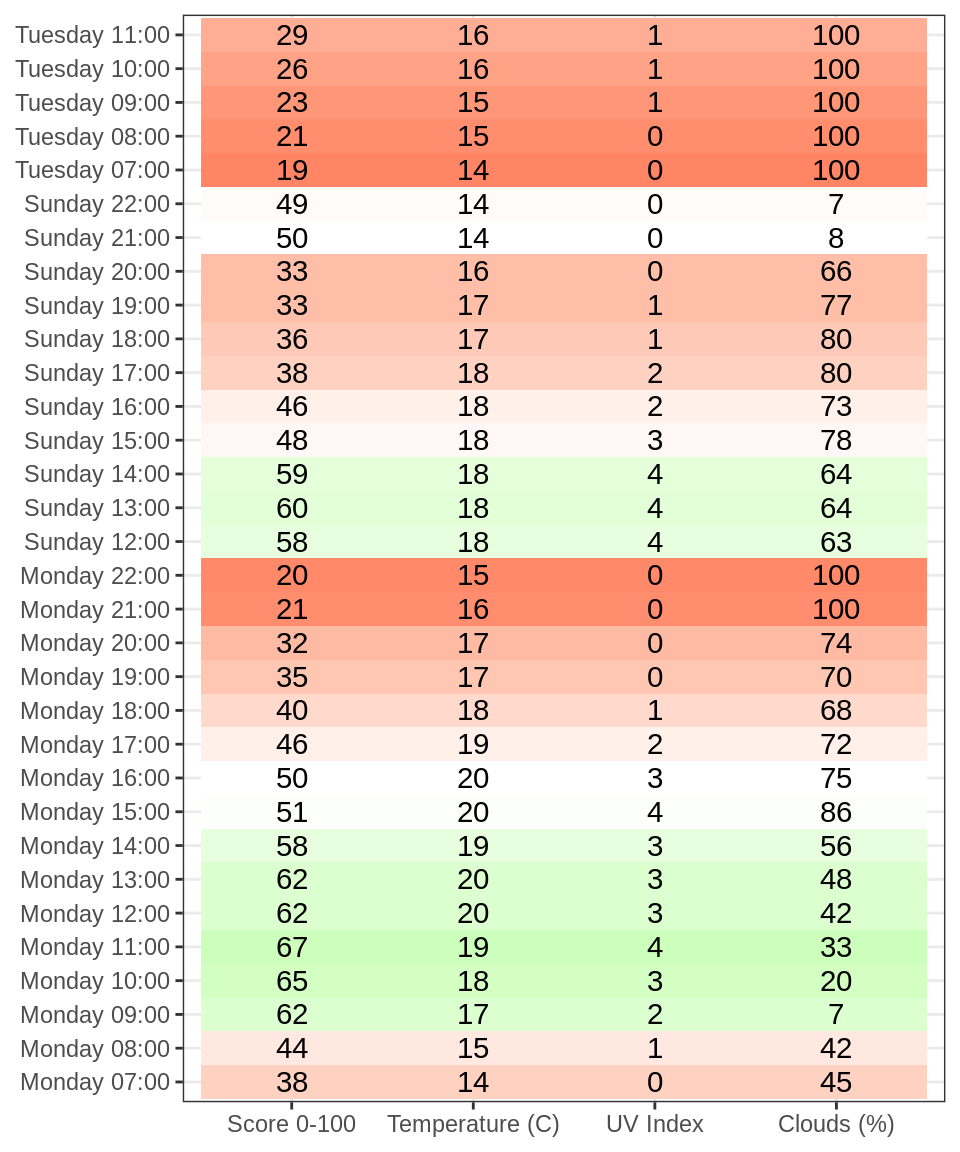 Tuesday 11:00 29 16 1 100
Tuesday 10:00 26 16 1 100
Tuesday 09:00 23 15 1 100
Tuesday 08:00 21 15 0 100
Tuesday 07:00 19 14 0 100
Sunday 22:00 49 14 0 7
Sunday 21:00 50 14 0 8
Sunday 20:00 33 16 0 66
Sunday 19:00 33 17 1 77
Sunday 18:00 36 17 1 80
Sunday 17:00 38 18 2 80
Sunday 16:00 46 18 2 73
Sunday 15:00 48 18 3 78
Sunday 14:00 59 18 4 64
Sunday 13:00 60 18 4 64
Sunday 12:00 58 18 4 63
Monday 22:00 20 15 0 100
Monday 21:00 21 16 0 100
Monday 20:00 32 17 0 74
Monday 19:00 35 17 0 70
Monday 18:00 40 18 1 68
Monday 17:00 46 19 2 72
Monday 16:00 50 20 3 75
Monday 15:00 51 20 4 86
Monday 14:00 58 19 3 56
Monday 13:00 62 20 3 48
Monday 12:00 62 20 3 42
Monday 11:00 67 19 4 33
Monday 10:00 65 18 3 20
Monday 09:00 62 17 2 7
Monday 08:00 44 15 1 42
Monday 07:00 38 14 0 45
Score 0-100 Temperature (C) UV Index Clouds (%)